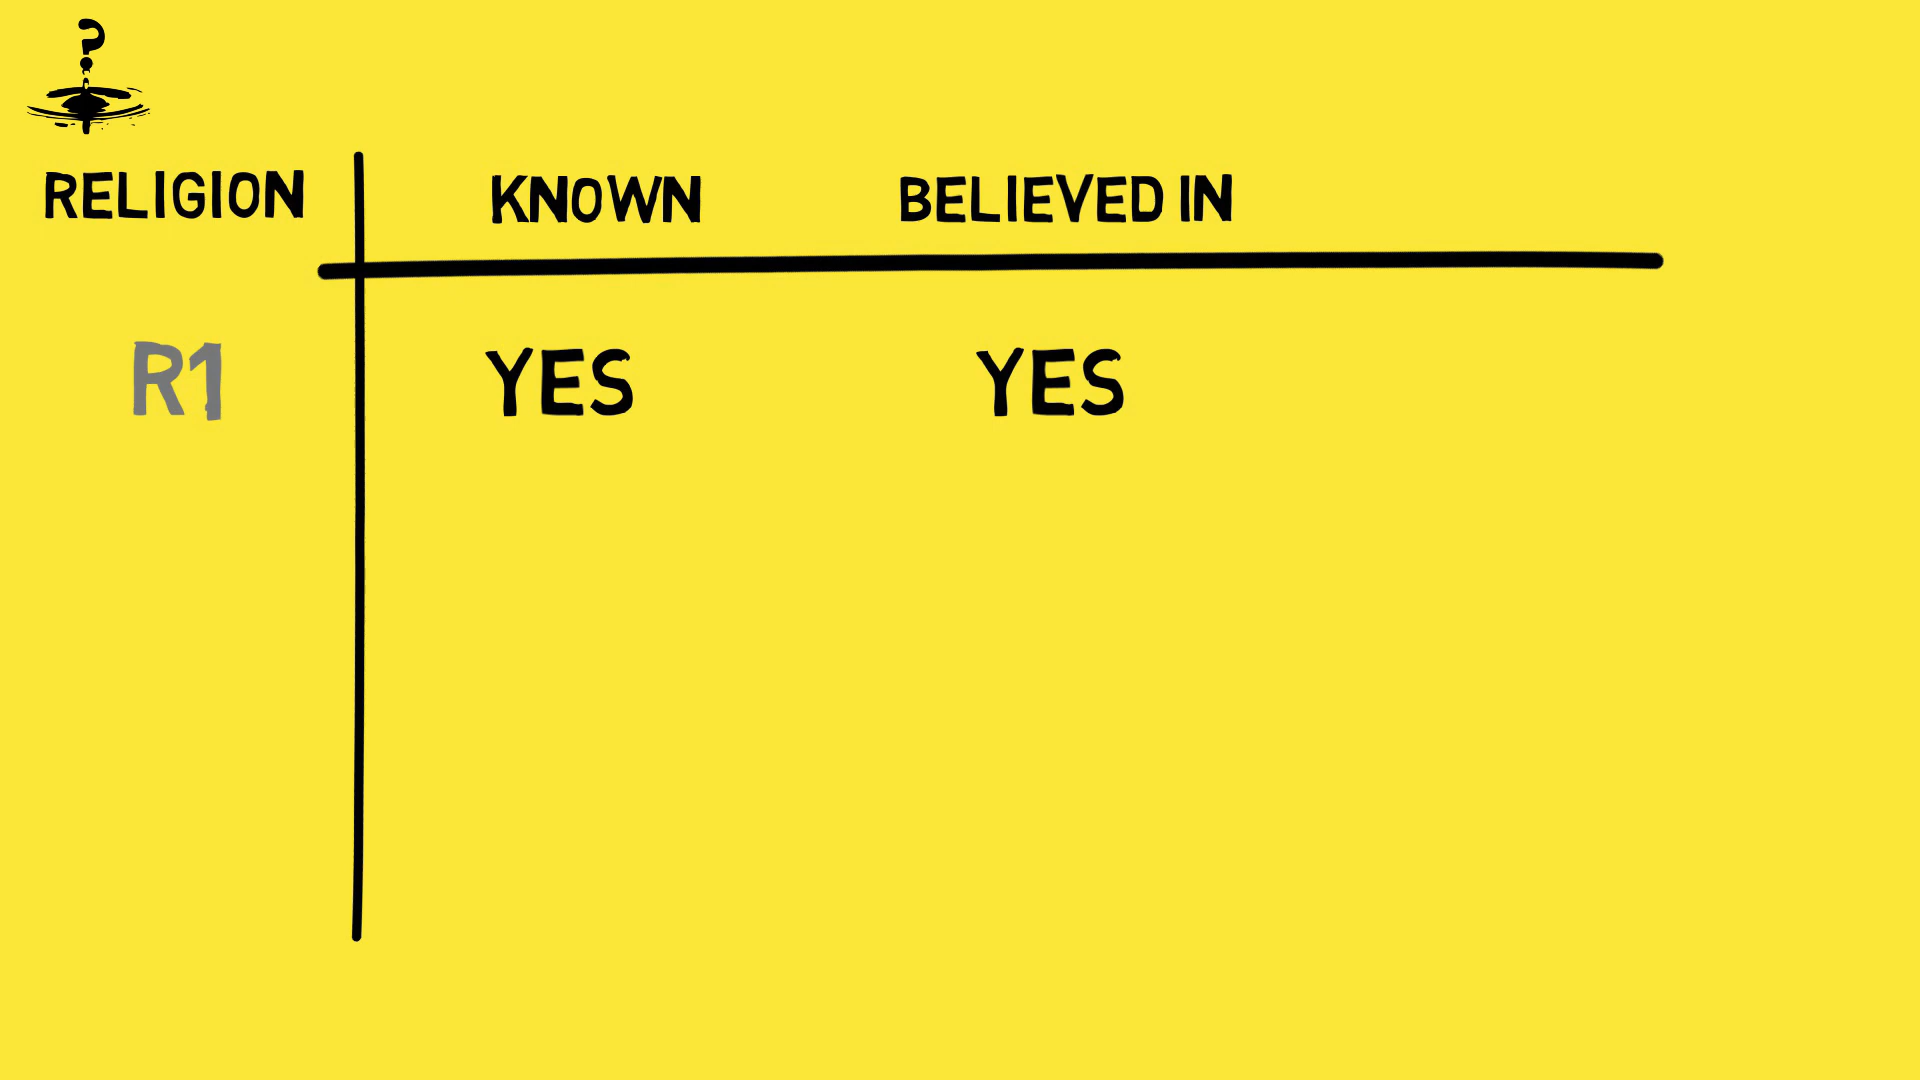 ?
RELIGION KNOWN BELIEVED IN
R1 YES YES